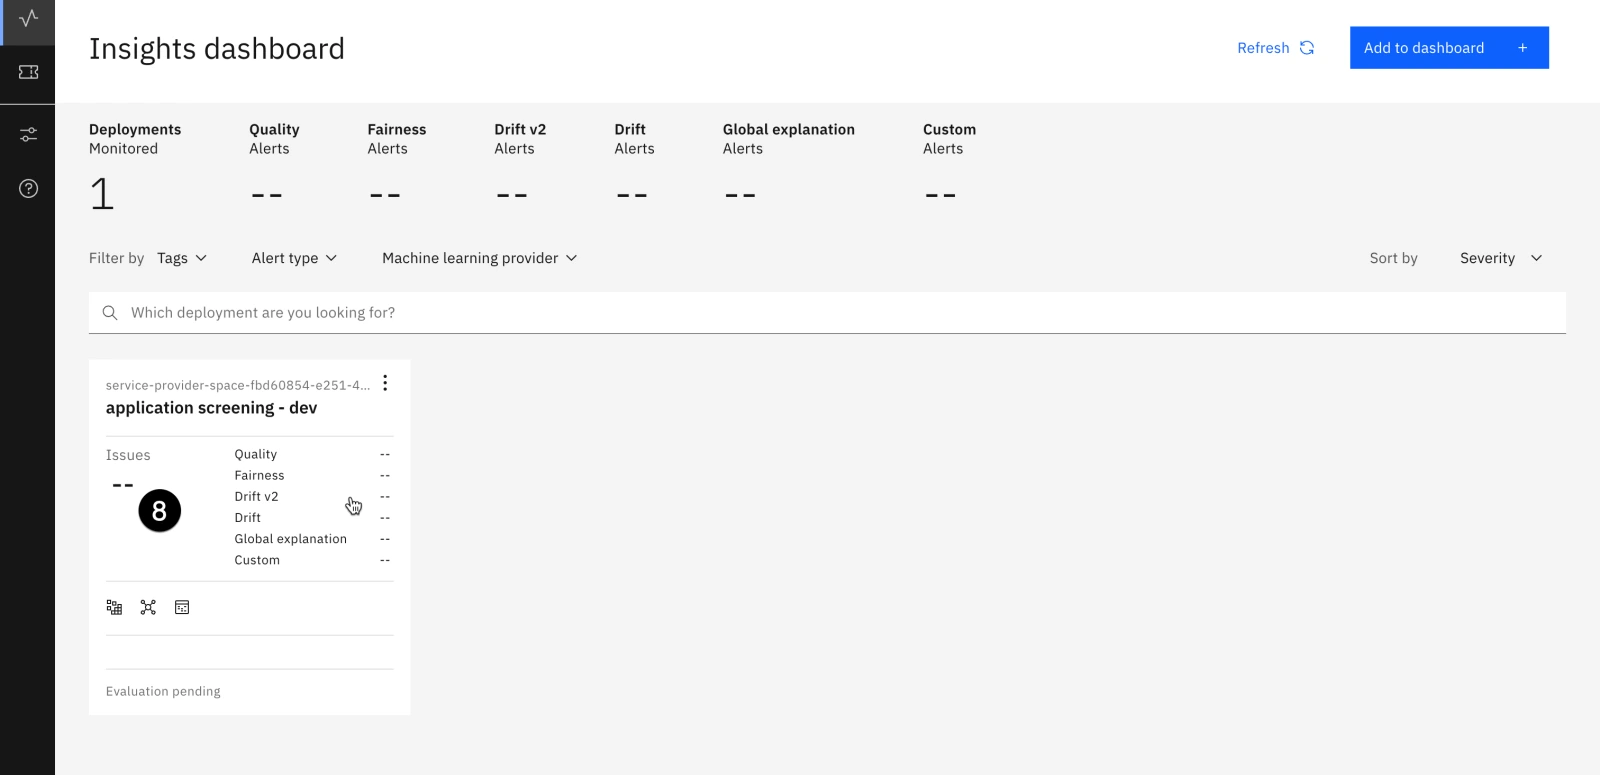 Insights dashboard
Refresh
Add to dashboard +
Deployments Quality Fairness Drift v2 Drift Global explanation Custom
Monitored Alerts Alerts Alerts Alerts Alerts Alerts
1 -- -- -- -- -- --
Filter by Tags Alert type Machine learning provider Sort by Severity
Which deployment are you looking for?
service-provider-space-fbd60854-e251-4...
application screening - dev
Issues
--
8
Quality --
Fairness --
Drift v2 --
Drift --
Global explanation --
Custom --
Evaluation pending